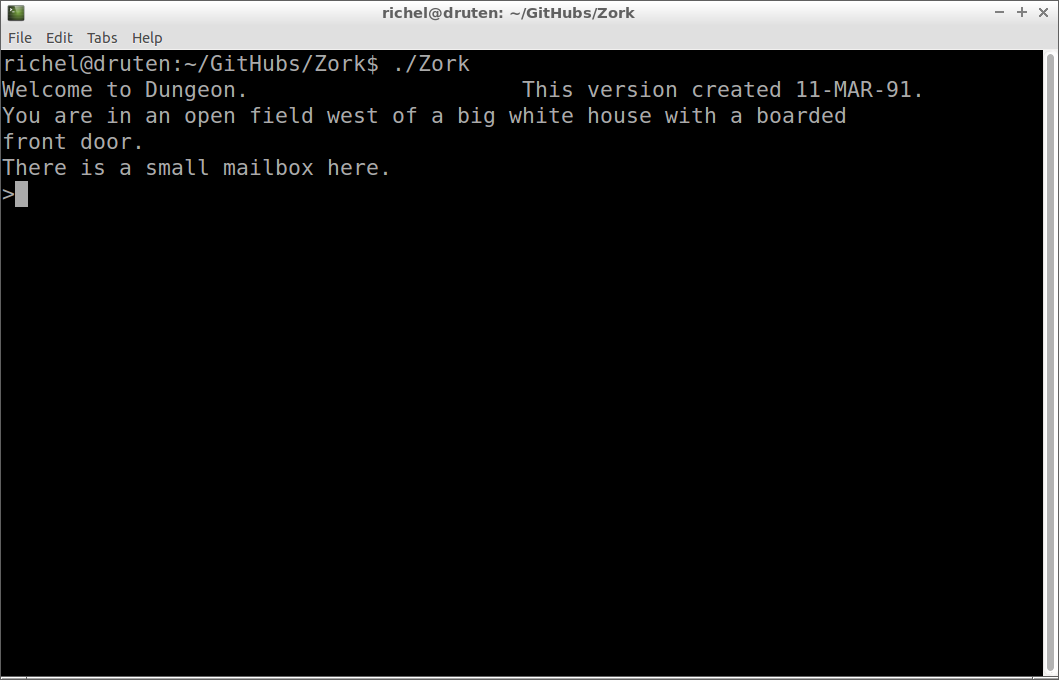 richel@druten: ~/GitHubs/Zork
File Edit Tabs Help
richel@druten:~/GitHubs/Zork$ ./Zork
Welcome to Dungeon. This version created 11-MAR-91.
You are in an open field west of a big white house with a boarded
front door.
There is a small mailbox here.
>